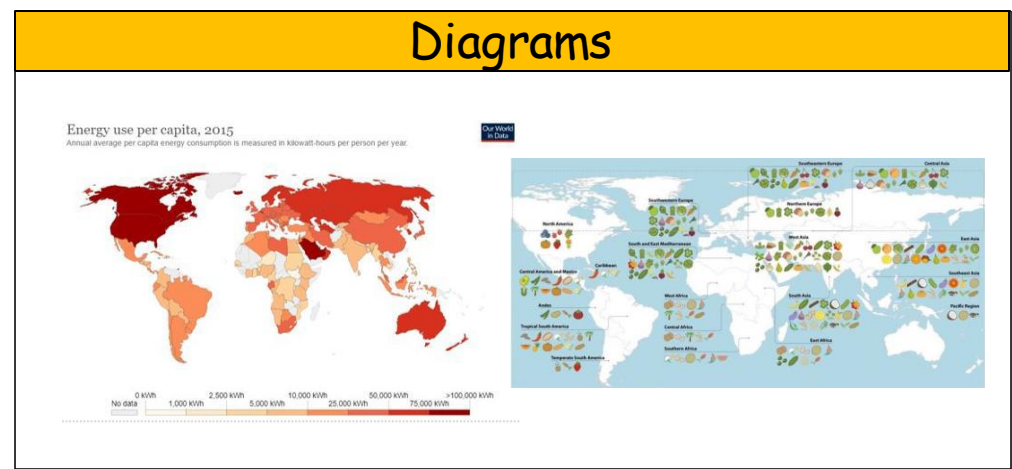 Diagrams
Energy use per capita, 2015
Annual average per capita energy consumption is measured in kilowatt-hours per person per year.
Our World
in Data
0 kWh
2,500 kWh
10,000 kWh
50,000 kWh
>100,000 kWh
No data
1,000 kWh
5,000 kWh
25,000 kWh
75,000 kWh
Southeastern Europe
Central Asia
Southwestern Europe
Northern Europe
North America
West Asia
East Asia
South and East Mediterranean
Caribbean
Central America and Mexico
Southeast Asia
Andes
West Africa
South Asia
Pacific Region
Tropical South America
Central Africa
East Africa
Southern Africa
Temperate South America